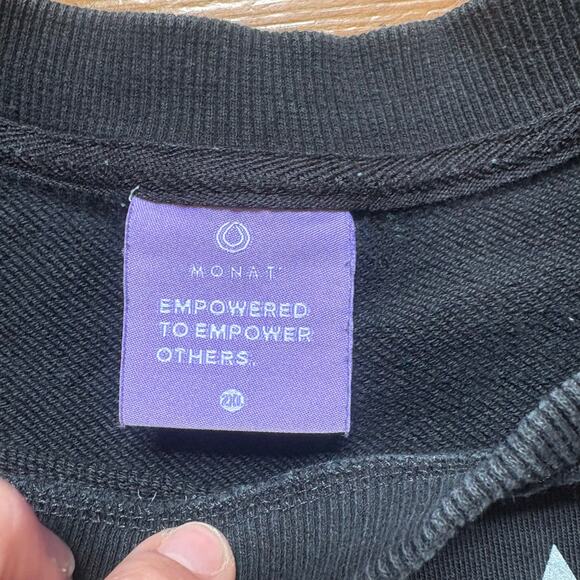 MONAT
EMPOWERED
TO EMPOWER
OTHERS.
2XL